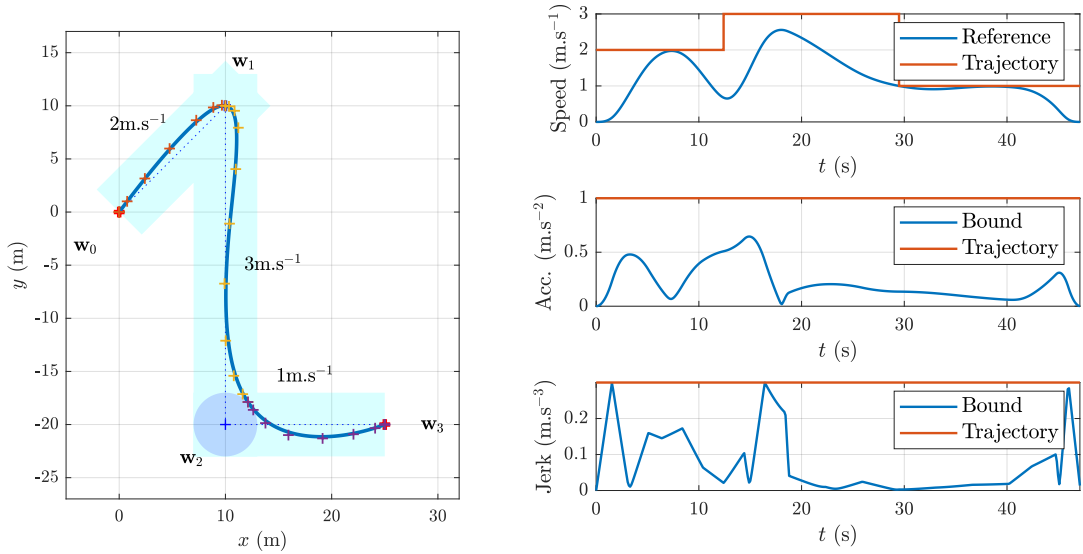 15
10
5
0
-5
-10
-15
-20
-25
y (m)
0
10
20
30
x (m)
w₁
2m.s⁻¹
w₀
3m.s⁻¹
1m.s⁻¹
w₂
w₃
3
2
1
0
Speed (m.s⁻¹)
Reference
Trajectory
0
10
20
30
40
t (s)
1
0.5
0
Acc. (m.s⁻²)
Bound
Trajectory
0
10
20
30
40
t (s)
0.2
0.1
0
Jerk (m.s⁻³)
Bound
Trajectory
0
10
20
30
40
t (s)